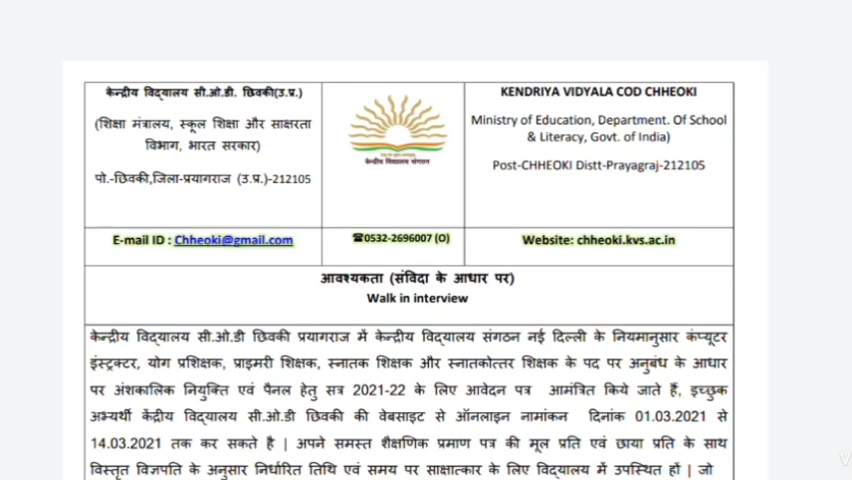 केन्द्रीय विद्यालय सी.ओ.डी. छिवकी(उ.प्र.)
(शिक्षा मंत्रालय, स्कूल शिक्षा और साक्षरता
विभाग, भारत सरकार)
पो.-छिवकी,जिला-प्रयागराज (उ.प्र.)-212105
केन्द्रीय विद्यालय संगठन
KENDRIYA VIDYALA COD CHHEOKI
Ministry of Education, Department. Of School
& Literacy, Govt. of India)
Post-CHHEOKI Distt-Prayagraj-212105
E-mail ID : Chheoki@gmail.com
☎0532-2696007 (O)
Website: chheoki.kvs.ac.in
आवश्यकता (संविदा के आधार पर)
Walk in interview
केन्द्रीय विद्यालय सी.ओ.डी छिवकी प्रयागराज में केन्द्रीय विद्यालय संगठन नई दिल्ली के नियमानुसार कंप्यूटर
इंस्ट्रक्टर, योग प्रशिक्षक, प्राइमरी शिक्षक, स्नातक शिक्षक और स्नातकोत्तर शिक्षक के पद पर अनुबंध के आधार
पर अंशकालिक नियुक्ति एवं पैनल हेतु सत्र 2021-22 के लिए आवेदन पत्र आमंत्रित किये जाते हैं, इच्छुक
अभ्यर्थी केंद्रीय विद्यालय सी.ओ.डी छिवकी की वेबसाइट से ऑनलाइन नामांकन दिनांक 01.03.2021 से
14.03.2021 तक कर सकते है | अपने समस्त शैक्षणिक प्रमाण पत्र की मूल प्रति एवं छाया प्रति के साथ
विस्तृत विज्ञपति के अनुसार निर्धारित तिथि एवं समय पर साक्षात्कार के लिए विद्यालय में उपस्थित हों | जो